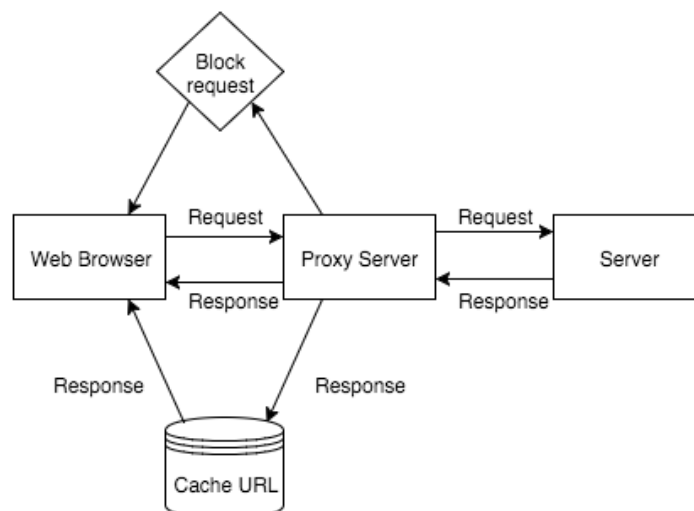 Block
request
Request
Request
Web Browser
Proxy Server
Server
Response
Response
Response
Response
Cache URL